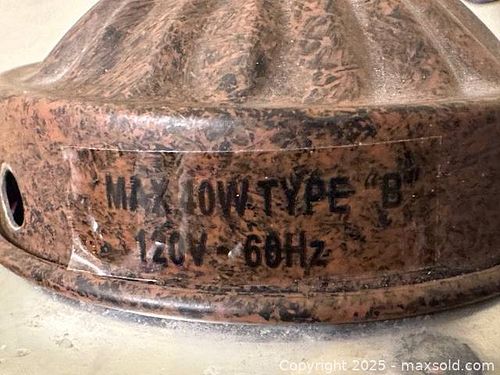 MAX 40W TYPE "B"
120V - 60Hz
Copyright © 2025 - maxsold.com